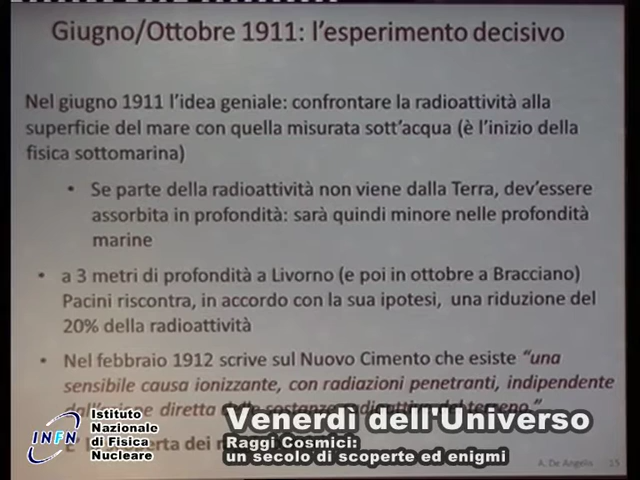 Giugno/Ottobre 1911: l'esperimento decisivo
Nel giugno 1911 l'idea geniale: confrontare la radioattività alla
superficie del mare con quella misurata sott'acqua (è l'inizio della
fisica sottomarina)
• Se parte della radioattività non viene dalla Terra, dev'essere
assorbita in profondità: sarà quindi minore nelle profondità
marine
• a 3 metri di profondità a Livorno (e poi in ottobre a Bracciano)
Pacini riscontra, in accordo con la sua ipotesi, una riduzione del
20% della radioattività
• Nel febbraio 1912 scrive sul Nuovo Cimento che esiste "una
sensibile causa ionizzante, con radiazioni penetranti, indipendente
diretta
INFN
Istituto
Nazionale
di Fisica
Nucleare
Venerdì dell'Universo
Raggi Cosmici:
un secolo di scoperte ed enigmi
A. De Angelis 15